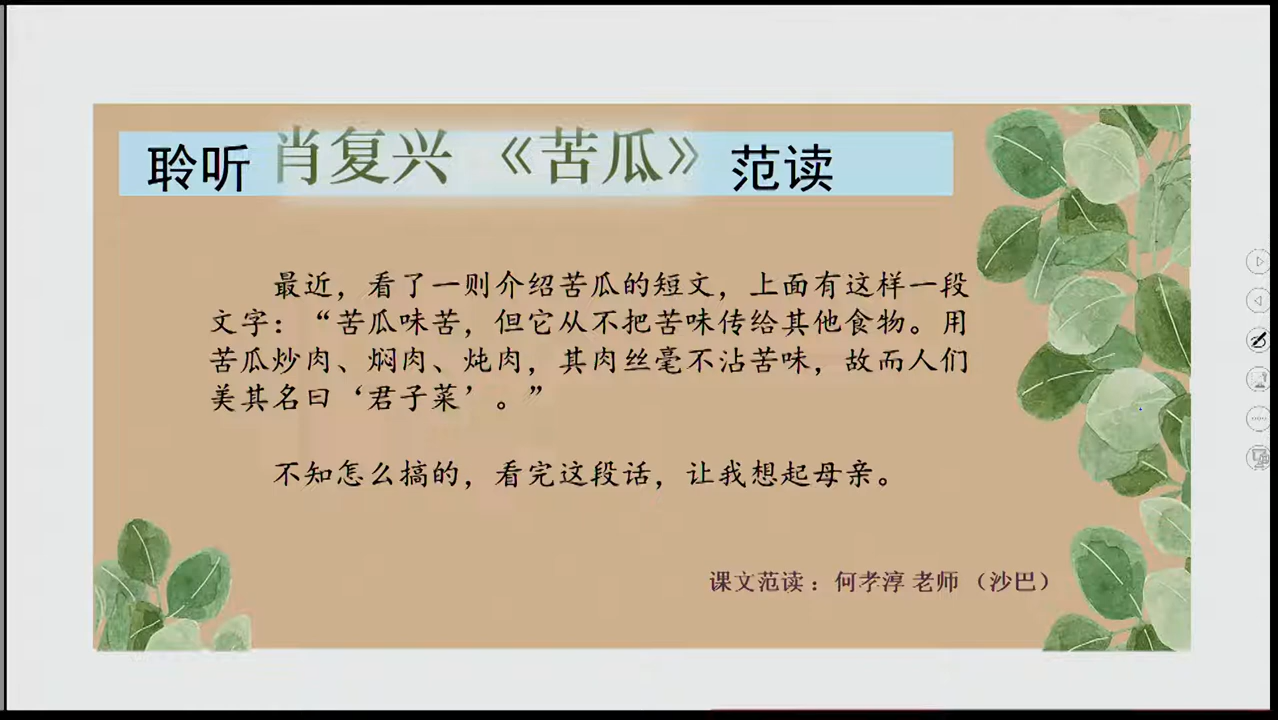 聆听 肖复兴 《苦瓜》 范读
最近，看了一则介绍苦瓜的短文，上面有这样一段
文字：“苦瓜味苦，但它从不把苦味传给其他食物。用
苦瓜炒肉、焖肉、炖肉，其肉丝毫不沾苦味，故而人们
美其名曰‘君子菜’。”
不知怎么搞的，看完这段话，让我想起母亲。
课文范读：何孝淳 老师 （沙巴）